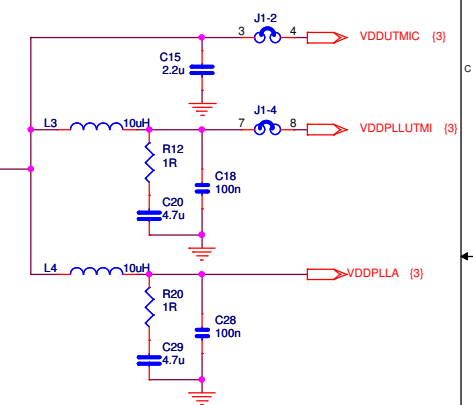 J1-2
3 4 VDDUTMIC {3}
C15
2.2u
C
J1-4
L3 10uH 7 8 VDDPLLUTMI {3}
R12
1R
C18
100n
C20
4.7u
L4 10uH VDDPLLA {3}
R20
1R
C28
100n
C29
4.7u